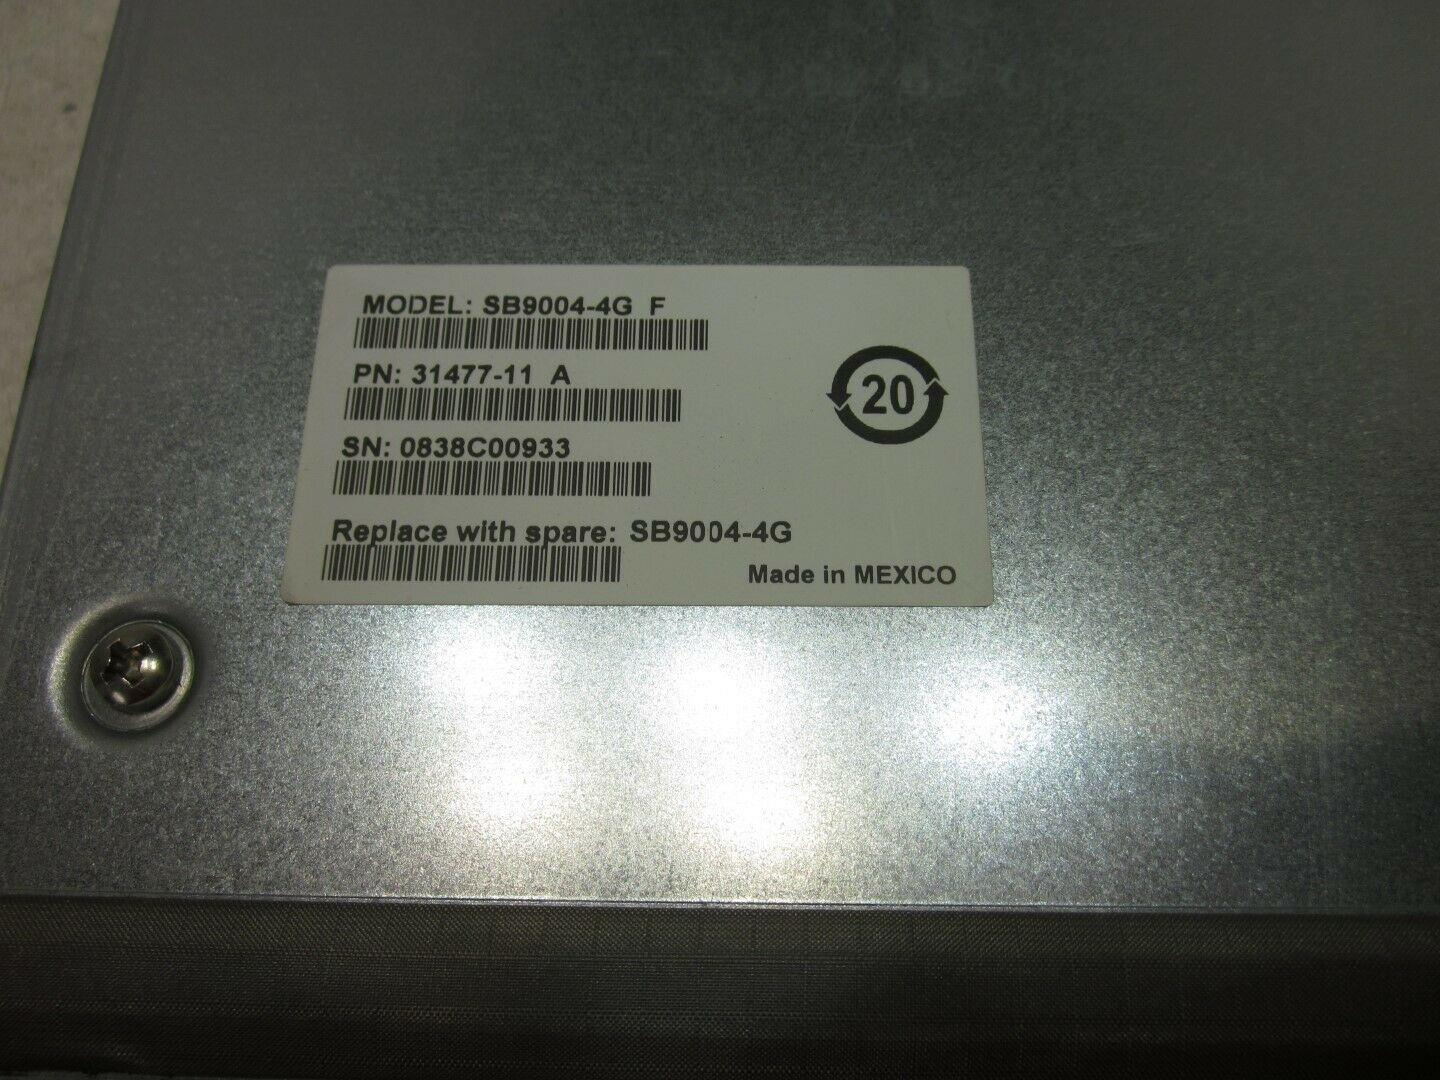 MODEL: SB9004-4G F
PN: 31477-11 A
20
SN: 0838C00933
Replace with spare: SB9004-4G
Made in MEXICO